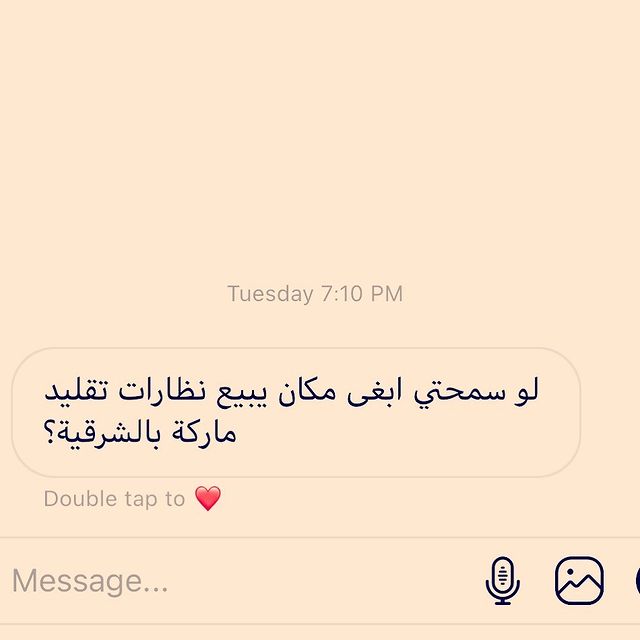 Tuesday 7:10 PM
لو سمحتي ابغى مكان يبيع نظارات تقليد
ماركة بالشرقية؟
Double tap to ❤️
Message...